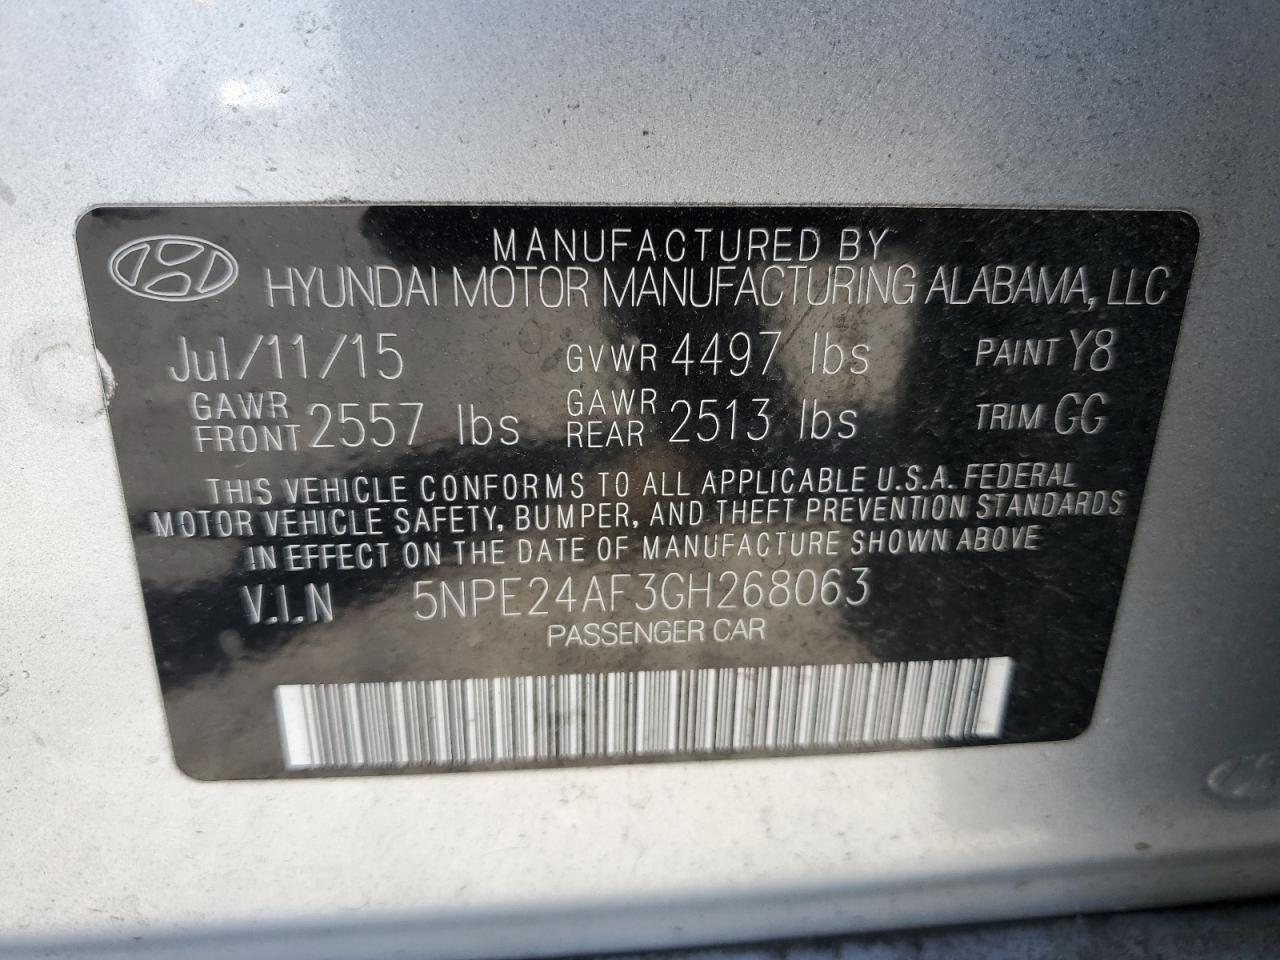 MANUFACTURED BY
HYUNDAI MOTOR MANUFACTURING ALABAMA, LLC
Jul/11/15 GVWR 4497 lbs PAINT Y8
GAWR FRONT 2557 lbs GAWR REAR 2513 lbs TRIM GG
THIS VEHICLE CONFORMS TO ALL APPLICABLE U.S.A. FEDERAL
MOTOR VEHICLE SAFETY, BUMPER, AND THEFT PREVENTION STANDARDS
IN EFFECT ON THE DATE OF MANUFACTURE SHOWN ABOVE
V.I.N 5NPE24AF3GH268063
PASSENGER CAR